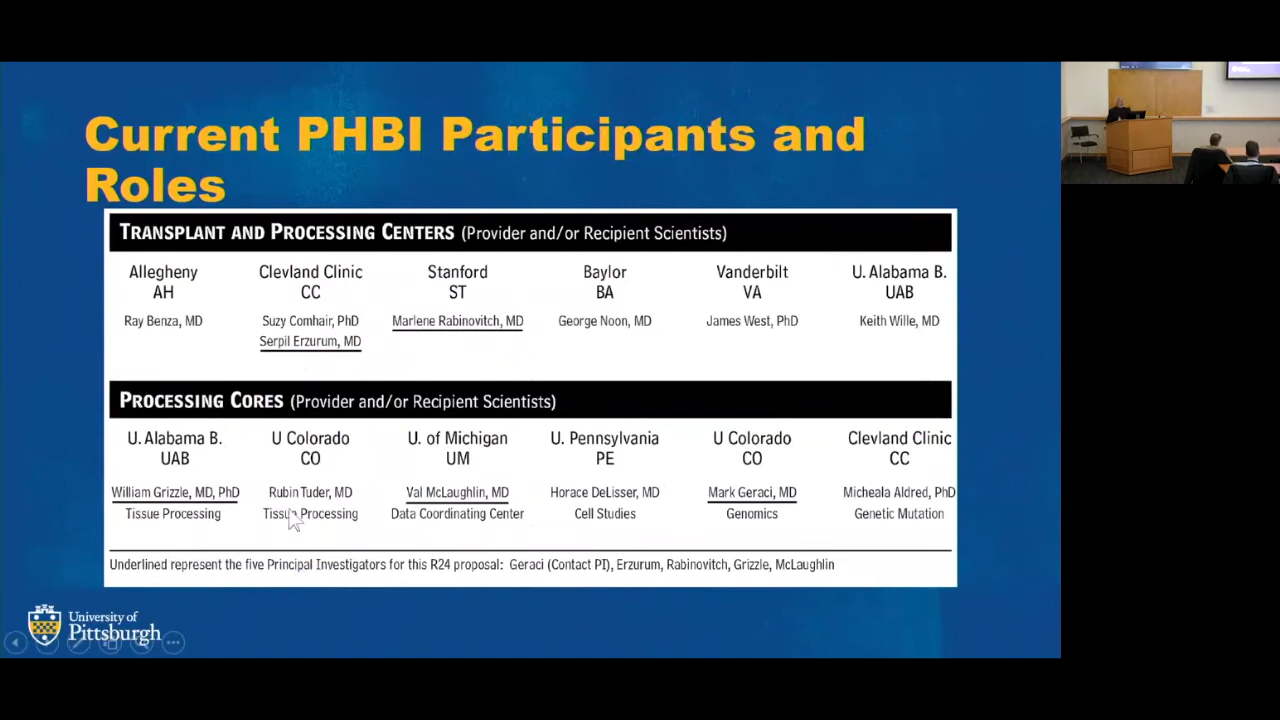 Current PHBI Participants and
Roles
TRANSPLANT AND PROCESSING CENTERS (Provider and/or Recipient Scientists)
Allegheny Clevland Clinic Stanford Baylor Vanderbilt U. Alabama B.
AH CC ST BA VA UAB
Ray Benza, MD Suzy Comhair, PhD Marlene Rabinovitch, MD George Noon, MD James West, PhD Keith Wille, MD
Serpil Erzurum, MD
PROCESSING CORES (Provider and/or Recipient Scientists)
U. Alabama B. U Colorado U. of Michigan U. Pennsylvania U Colorado Clevland Clinic
UAB CO UM PE CO CC
William Grizzle, MD, PhD Rubin Tuder, MD Val McLaughlin, MD Horace DeLisser, MD Mark Geraci, MD Micheala Aldred, PhD
Tissue Processing Tissue Processing Data Coordinating Center Cell Studies Genomics Genetic Mutation
Underlined represent the five Principal Investigators for this R24 proposal: Geraci (Contact PI), Erzurum, Rabinovitch, Grizzle, McLaughlin
University of
Pittsburgh